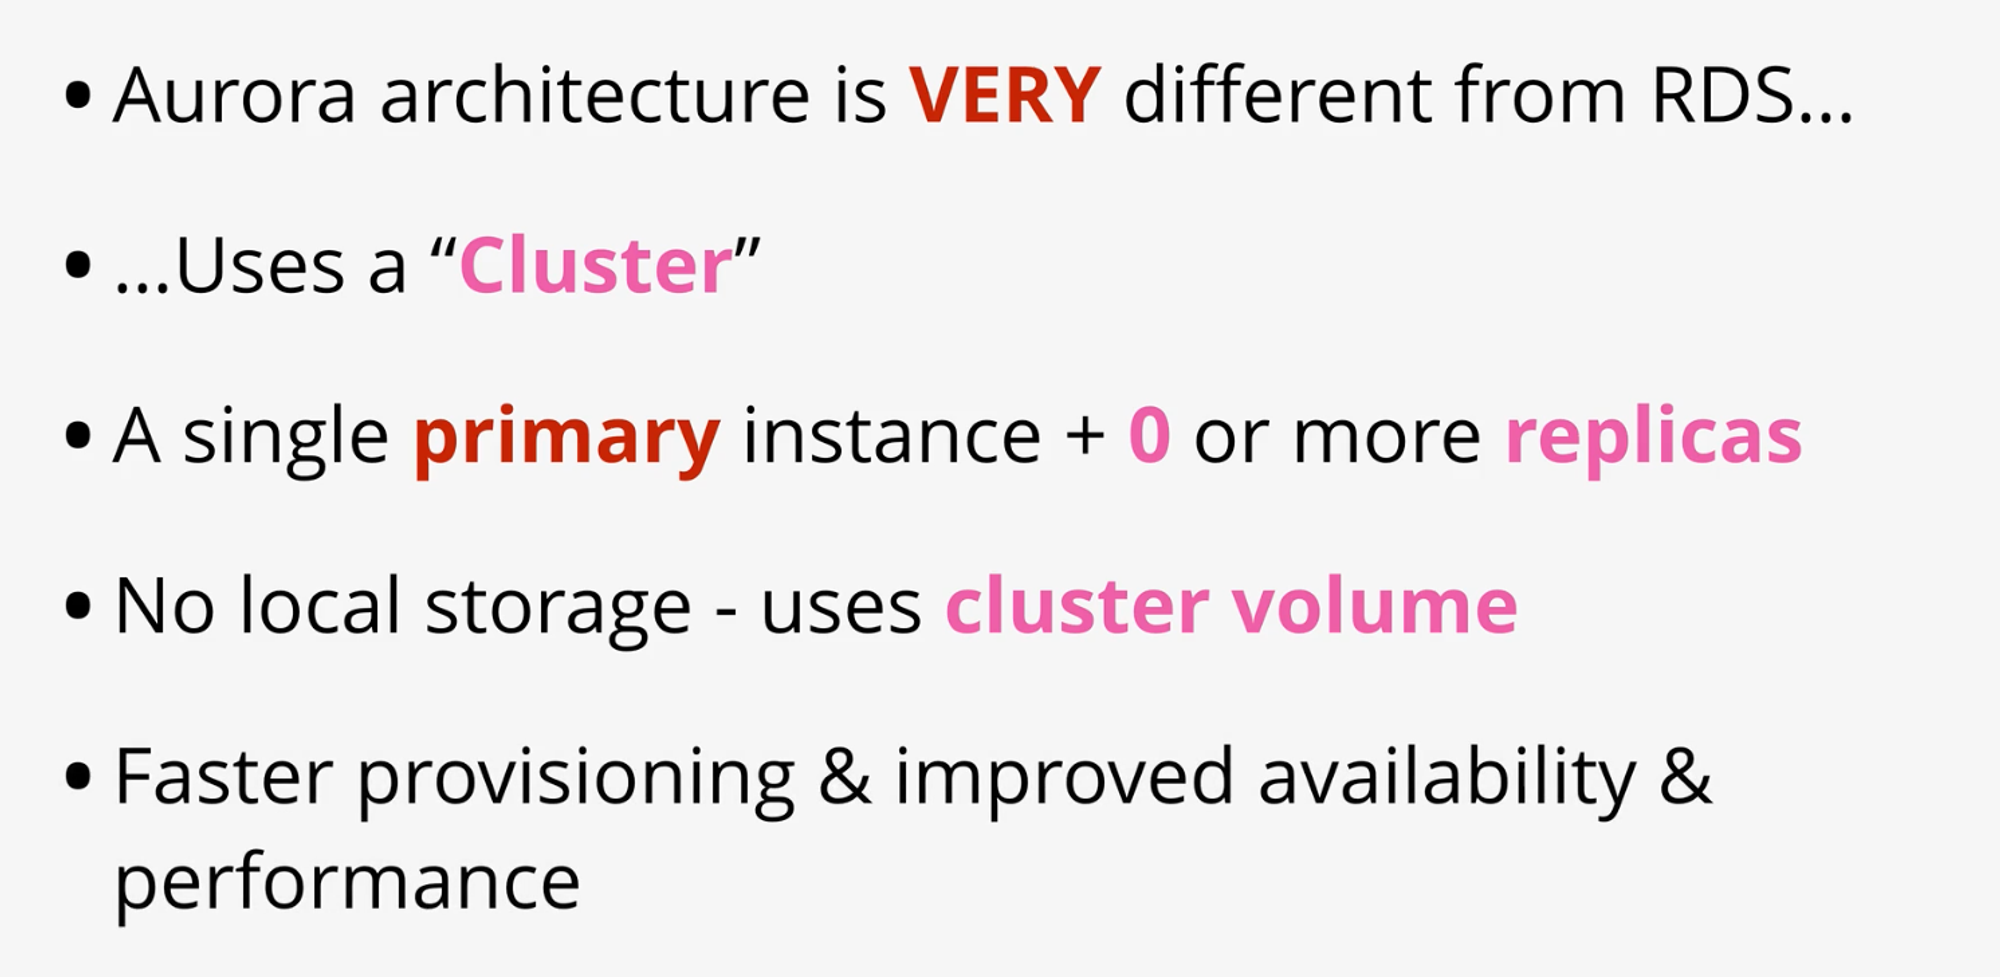 • Aurora architecture is VERY different from RDS...
• ...Uses a “Cluster”
• A single primary instance + 0 or more replicas
• No local storage - uses cluster volume
• Faster provisioning & improved availability &
performance